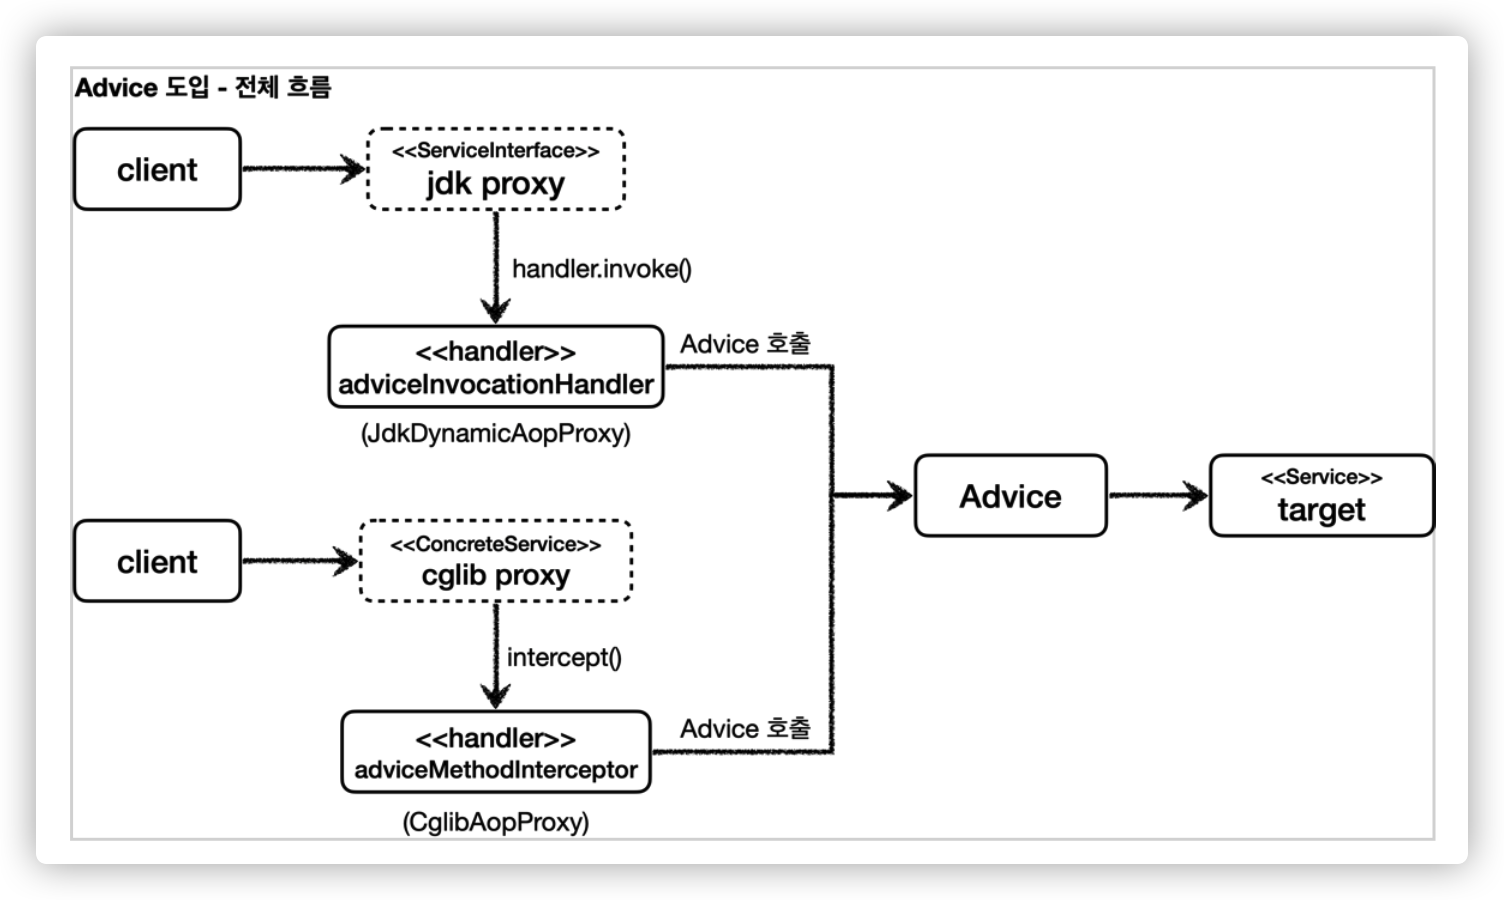 Advice 도입 - 전체 흐름
client
<<ServiceInterface>>
jdk proxy
handler.invoke()
<<handler>>
adviceInvocationHandler
(JdkDynamicAopProxy)
Advice 호출
Advice
<<Service>>
target
client
<<ConcreteService>>
cglib proxy
intercept()
<<handler>>
adviceMethodInterceptor
(CglibAopProxy)
Advice 호출